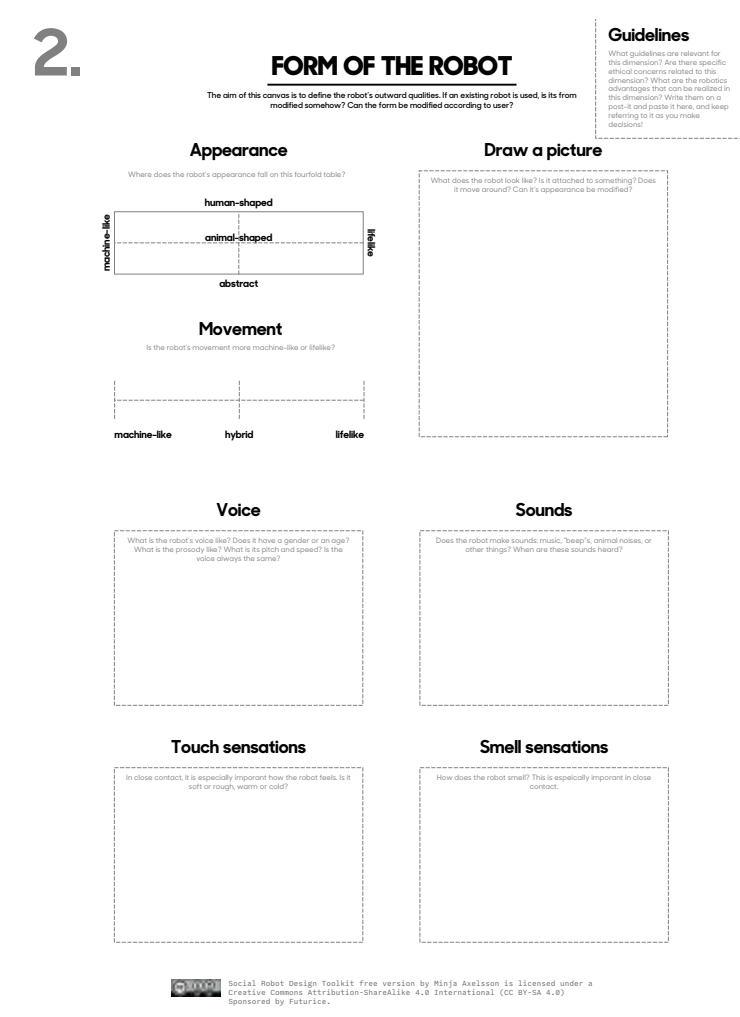 2.
FORM OF THE ROBOT
The aim of this canvas is to define the robot's outward qualities. If an existing robot is used, is its from
modified somehow? Can the form be modified according to user?
Guidelines
What guidelines are relevant for
this dimension? Are there specific
ethical concerns related to this
dimension? What are the robotics
advantages that can be realized in
this dimension? Write them on a
post-it and paste it here, and keep
referring to it as you make
decisions!
Appearance
Where does the robot's appearance fall on this fourfold table?
human-shaped
machine-like
animal-shaped
lifelike
abstract
Draw a picture
What does the robot look like? Is it attached to something? Does
it move around? Can it's appearance be modified?
Movement
Is the robot's movement more machine-like or lifelike?
machine-like
hybrid
lifelike
Voice
What is the robot's voice like? Does it have a gender or an age?
What is the prosody like? What is its pitch and speed? Is the
voice always the same?
Sounds
Does the robot make sounds: music, "beep"s, animal noises, or
other things? When are these sounds heard?
Touch sensations
In close contact, it is especially imporant how the robot feels. Is it
soft or rough, warm or cold?
Smell sensations
How does the robot smell? This is espeically imporant in close
contact.
Social Robot Design Toolkit free version by Minja Axelsson is licensed under a
Creative Commons Attribution-ShareAlike 4.0 International (CC BY-SA 4.0)
Sponsored by Futurice.